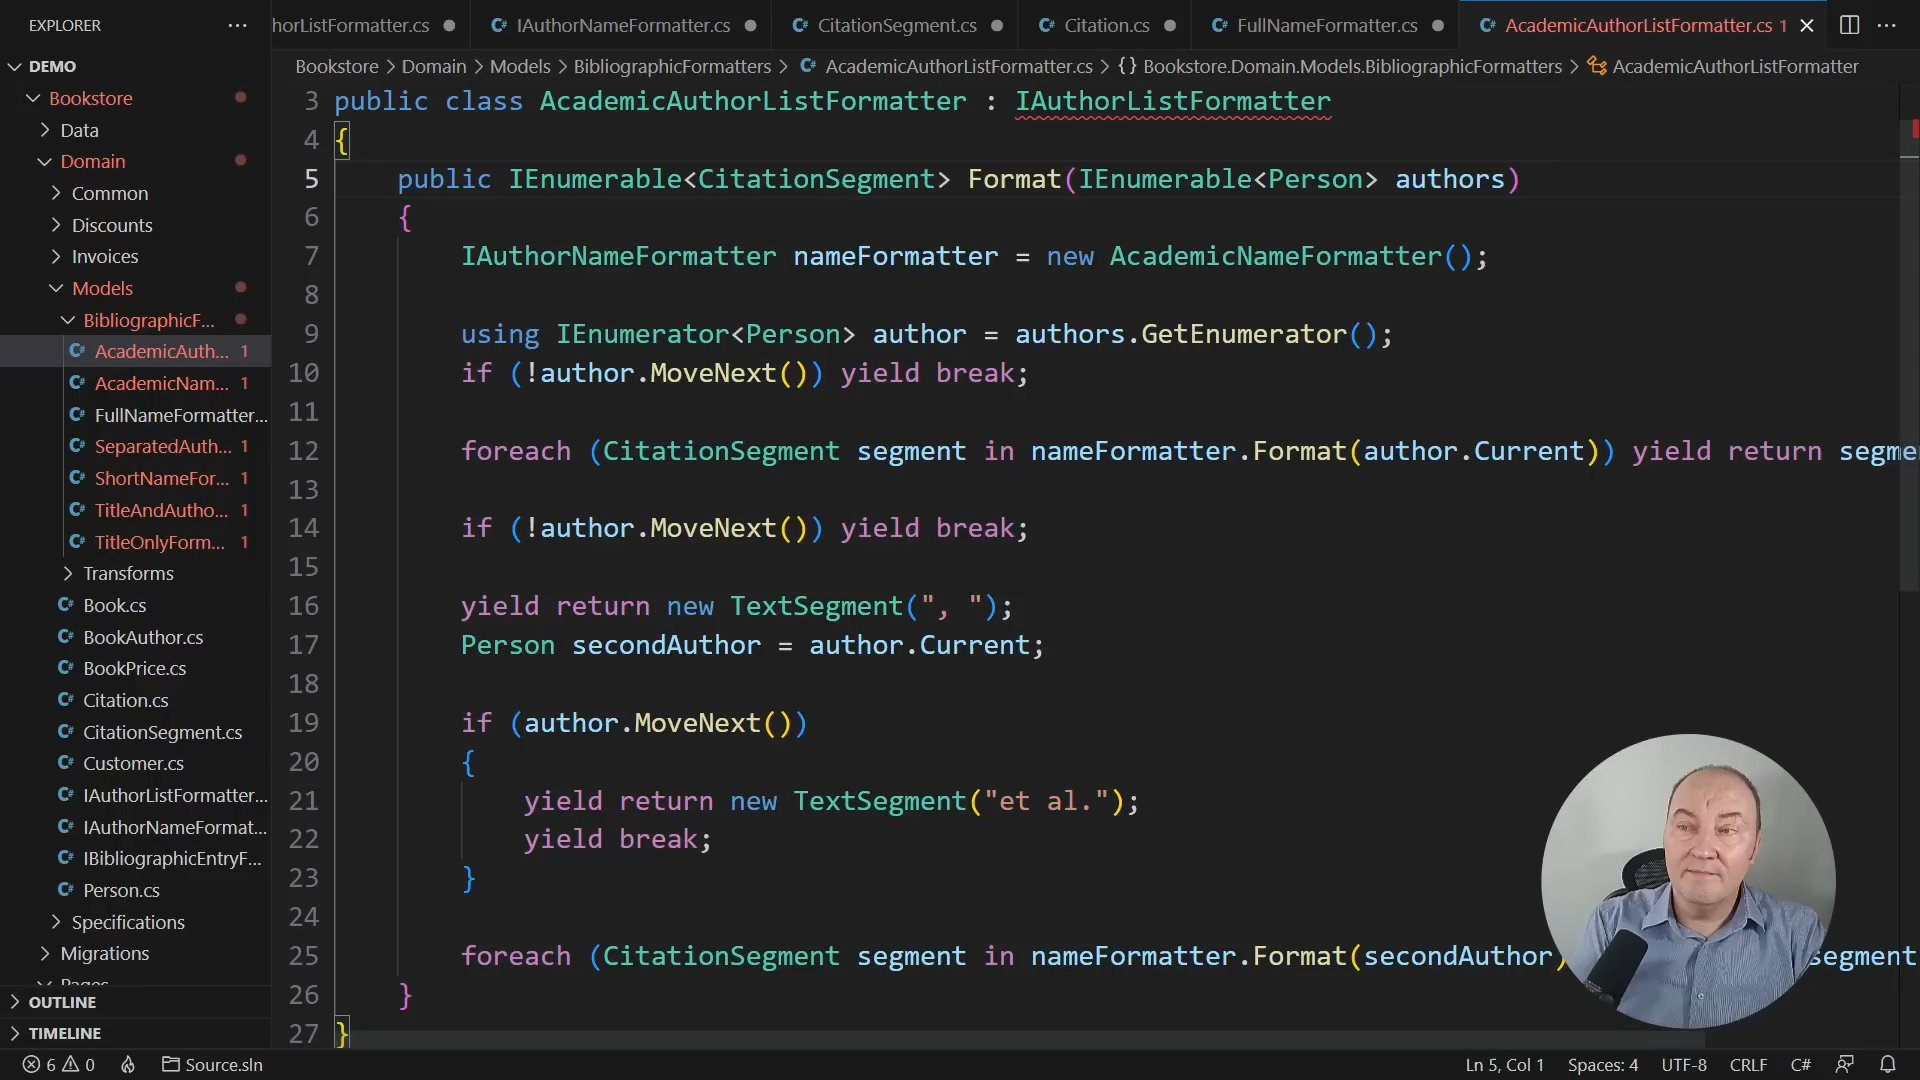 EXPLORER
DEMO
Bookstore
Data
Domain
Common
Discounts
Invoices
Models
BibliographicF...
AcademicAuth... 1
AcademicNam... 1
FullNameFormatter...
SeparatedAuth... 1
ShortNameFor... 1
TitleAndAutho... 1
TitleOnlyForm... 1
Transforms
Book.cs
BookAuthor.cs
BookPrice.cs
Citation.cs
CitationSegment.cs
Customer.cs
IAuthorListFormatter...
IAuthorNameFormat...
IBibliographicEntryF...
Person.cs
Specifications
Migrations
Pages
OUTLINE
TIMELINE
horListFormatter.cs IAuthorNameFormatter.cs CitationSegment.cs Citation.cs FullNameFormatter.cs AcademicAuthorListFormatter.cs 1
Bookstore > Domain > Models > BibliographicFormatters > AcademicAuthorListFormatter.cs > {} Bookstore.Domain.Models.BibliographicFormatters > AcademicAuthorListFormatter
3 public class AcademicAuthorListFormatter : IAuthorListFormatter
4 {
5 public IEnumerable<CitationSegment> Format(IEnumerable<Person> authors)
6 {
7 IAuthorNameFormatter nameFormatter = new AcademicNameFormatter();
8
9 using IEnumerator<Person> author = authors.GetEnumerator();
10 if (!author.MoveNext()) yield break;
11
12 foreach (CitationSegment segment in nameFormatter.Format(author.Current)) yield return segme
13
14 if (!author.MoveNext()) yield break;
15
16 yield return new TextSegment(", ");
17 Person secondAuthor = author.Current;
18
19 if (author.MoveNext())
20 {
21 yield return new TextSegment("et al.");
22 yield break;
23 }
24
25 foreach (CitationSegment segment in nameFormatter.Format(secondAuthor) segment
26 }
27 }
6 0 Source.sln Ln 5, Col 1 Spaces: 4 UTF-8 CRLF C#